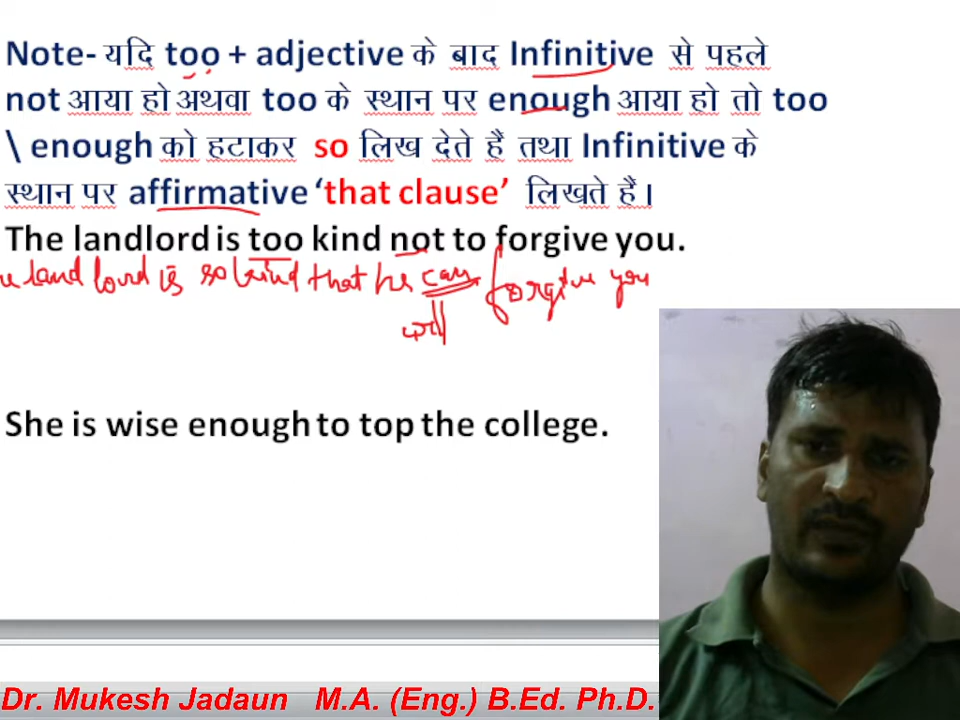 Note- यदि too + adjective के बाद Infinitive से पहले
not आया हो अथवा too के स्थान पर enough आया हो तो too
\ enough को हटाकर so लिख देते हैं तथा Infinitive के
स्थान पर affirmative ‘that clause’ लिखते हैं।
The landlord is too kind not to forgive you.
land lord is so kind that he can forgive you
will
She is wise enough to top the college.
Dr. Mukesh Jadaun M.A. (Eng.) B.Ed. Ph.D.